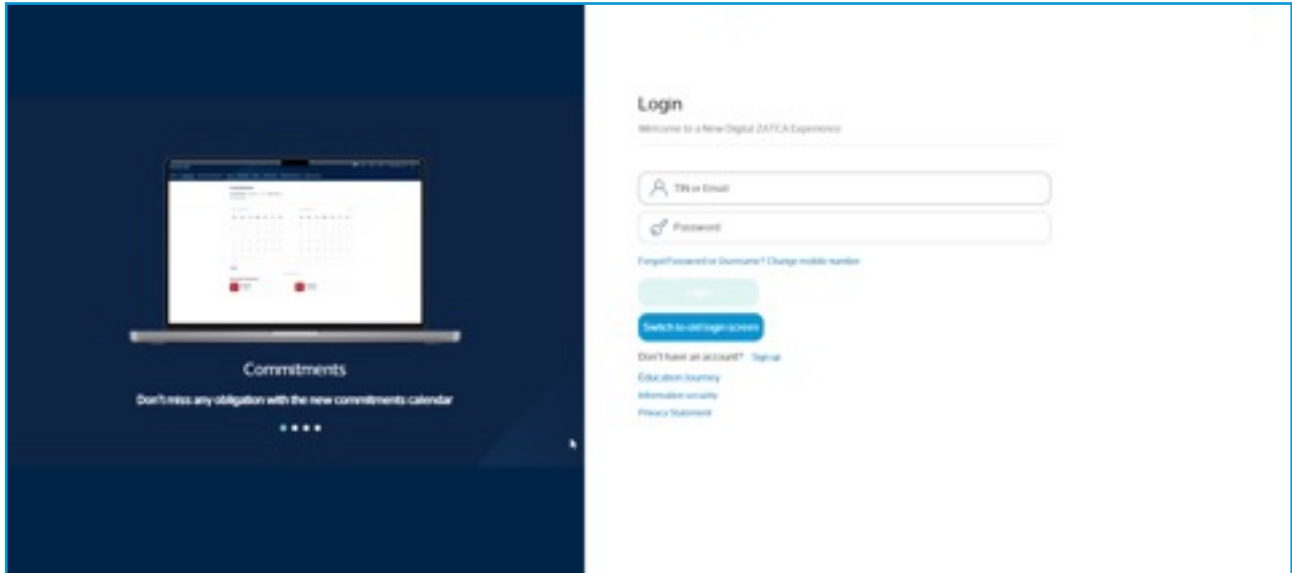 Commitments
Don't miss any obligation with the new commitments calendar
Login
Welcome to a New Digital ZATCA Experience
TIN or Email
Password
Forgot Password or Username? Change mobile number
Switch to old login screen
Don't have an account? Sign up
Education Journey
Information security
Privacy Statement